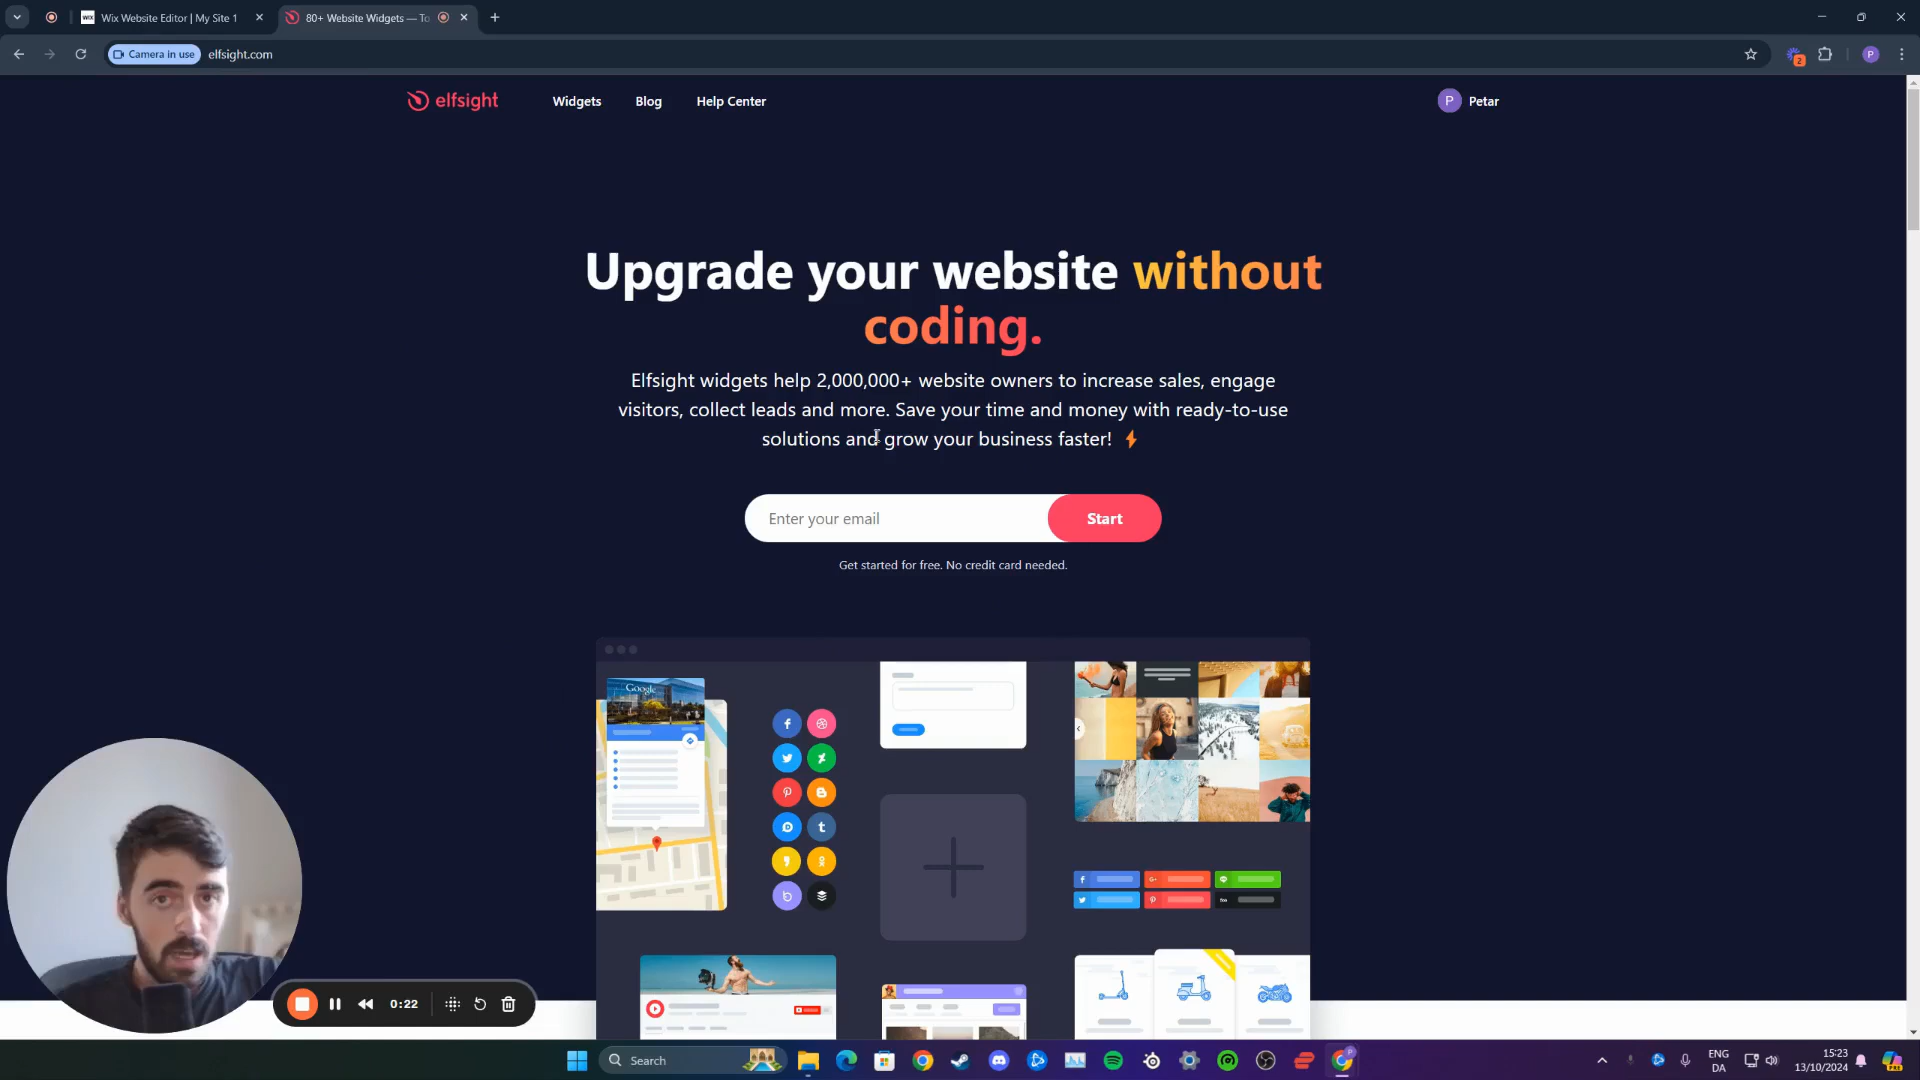 Wix Website Editor | My Site 1
80+ Website Widgets — To
Camera in use
elfsight.com
2
P
elfsight
Widgets
Blog
Help Center
P
Petar
Upgrade your website without
coding.
Elfsight widgets help 2,000,000+ website owners to increase sales, engage
visitors, collect leads and more. Save your time and money with ready-to-use
solutions and grow your business faster!
Enter your email
Start
Get started for free. No credit card needed.
Google
0:22
Search
ENG
DA
15:23
13/10/2024